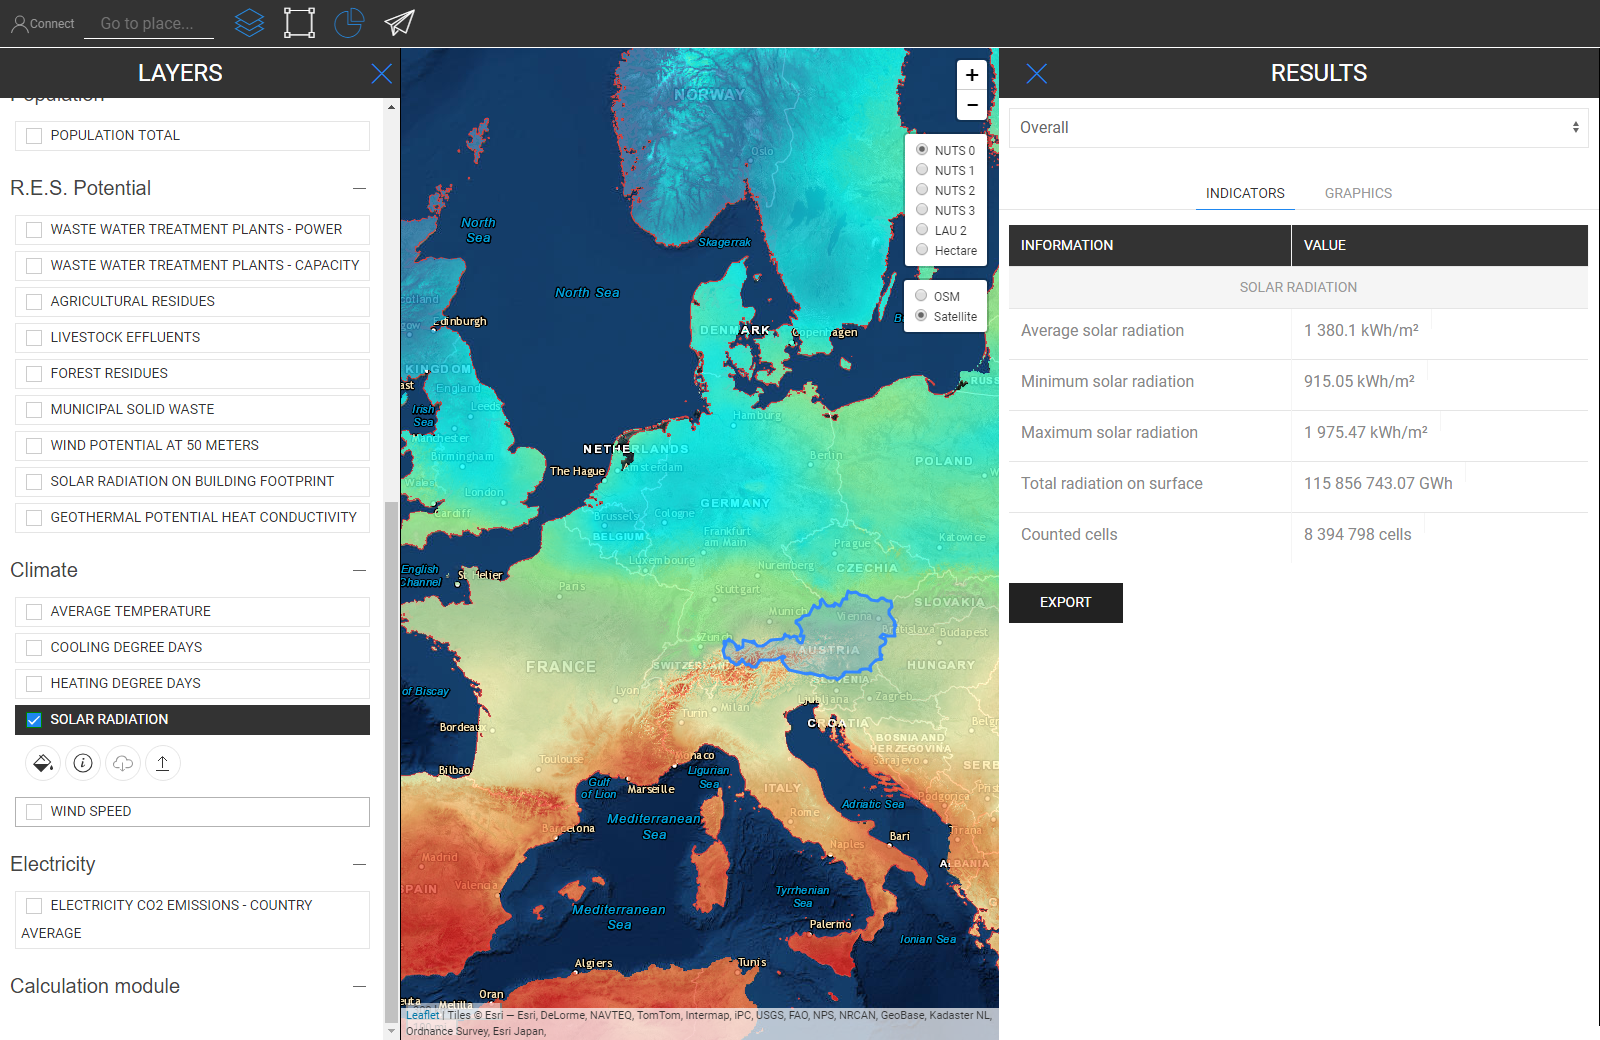 Connect
Go to place...
LAYERS
Population
POPULATION TOTAL
R.E.S. Potential
WASTE WATER TREATMENT PLANTS - POWER
WASTE WATER TREATMENT PLANTS - CAPACITY
AGRICULTURAL RESIDUES
LIVESTOCK EFFLUENTS
FOREST RESIDUES
MUNICIPAL SOLID WASTE
WIND POTENTIAL AT 50 METERS
SOLAR RADIATION ON BUILDING FOOTPRINT
GEOTHERMAL POTENTIAL HEAT CONDUCTIVITY
Climate
AVERAGE TEMPERATURE
COOLING DEGREE DAYS
HEATING DEGREE DAYS
SOLAR RADIATION
WIND SPEED
Electricity
ELECTRICITY CO2 EMISSIONS - COUNTRY
AVERAGE
Calculation module
NORWAY
Oslo
North
Sea
Skagerrak
North Sea
cotland
gow
Edinburgh
DENMARK
Copenhagen
KINGDOM
ast
England
Irish
Sea
Leeds
Manchester
Birmingham
Wales
London
Cardiff
RUSS
Hamburg
NETHERLANDS
The Hague
Amsterdam
Berlin
POLAND
GERMANY
Brussels
Cologne
BELGIUM
Frankfurt
am Main
Prague
Katowice
Luxembourg
Nuremberg
CZECHIA
English
Channel
St Helier
Paris
Stuttgart
SLOVAKIA
Munich
Vienna
Bratislava
Budapest
Zurich
AUSTRIA
FRANCE
SWITZERLAND
HUNGARY
SLOVENIA
of Biscay
Lyon
Ljubljana
Zagreb
Turin
Milan
Bordeaux
CROATIA
Belgr
BOSNIA AND
HERZEGOVINA
Sarajevo
SERB
Toulouse
Monaco
Bilbao
Ligurian
Sea
Gulf
of Lion
Marseille
ITALY
Podgorica
Prist
Adriatic Sea
Rome
Mediterranean
Sea
Barcelona
Tirana
Bari
Naples
Madrid
ALBANIA
SPAIN
Valencia
Tyrrhenian
Sea
Mediterranean
Sea
Palermo
Ionian Sea
Algiers
Tunis
Oran
euta
Melilla
+
−
NUTS 0
NUTS 1
NUTS 2
NUTS 3
LAU 2
Hectare
OSM
Satellite
Leaflet | Tiles © Esri — Esri, DeLorme, NAVTEQ, TomTom, Intermap, iPC, USGS, FAO, NPS, NRCAN, GeoBase, Kadaster NL,
Ordnance Survey, Esri Japan,
RESULTS
Overall
INDICATORS GRAPHICS
INFORMATION VALUE
SOLAR RADIATION
Average solar radiation 1 380.1 kWh/m²
Minimum solar radiation 915.05 kWh/m²
Maximum solar radiation 1 975.47 kWh/m²
Total radiation on surface 115 856 743.07 GWh
Counted cells 8 394 798 cells
EXPORT